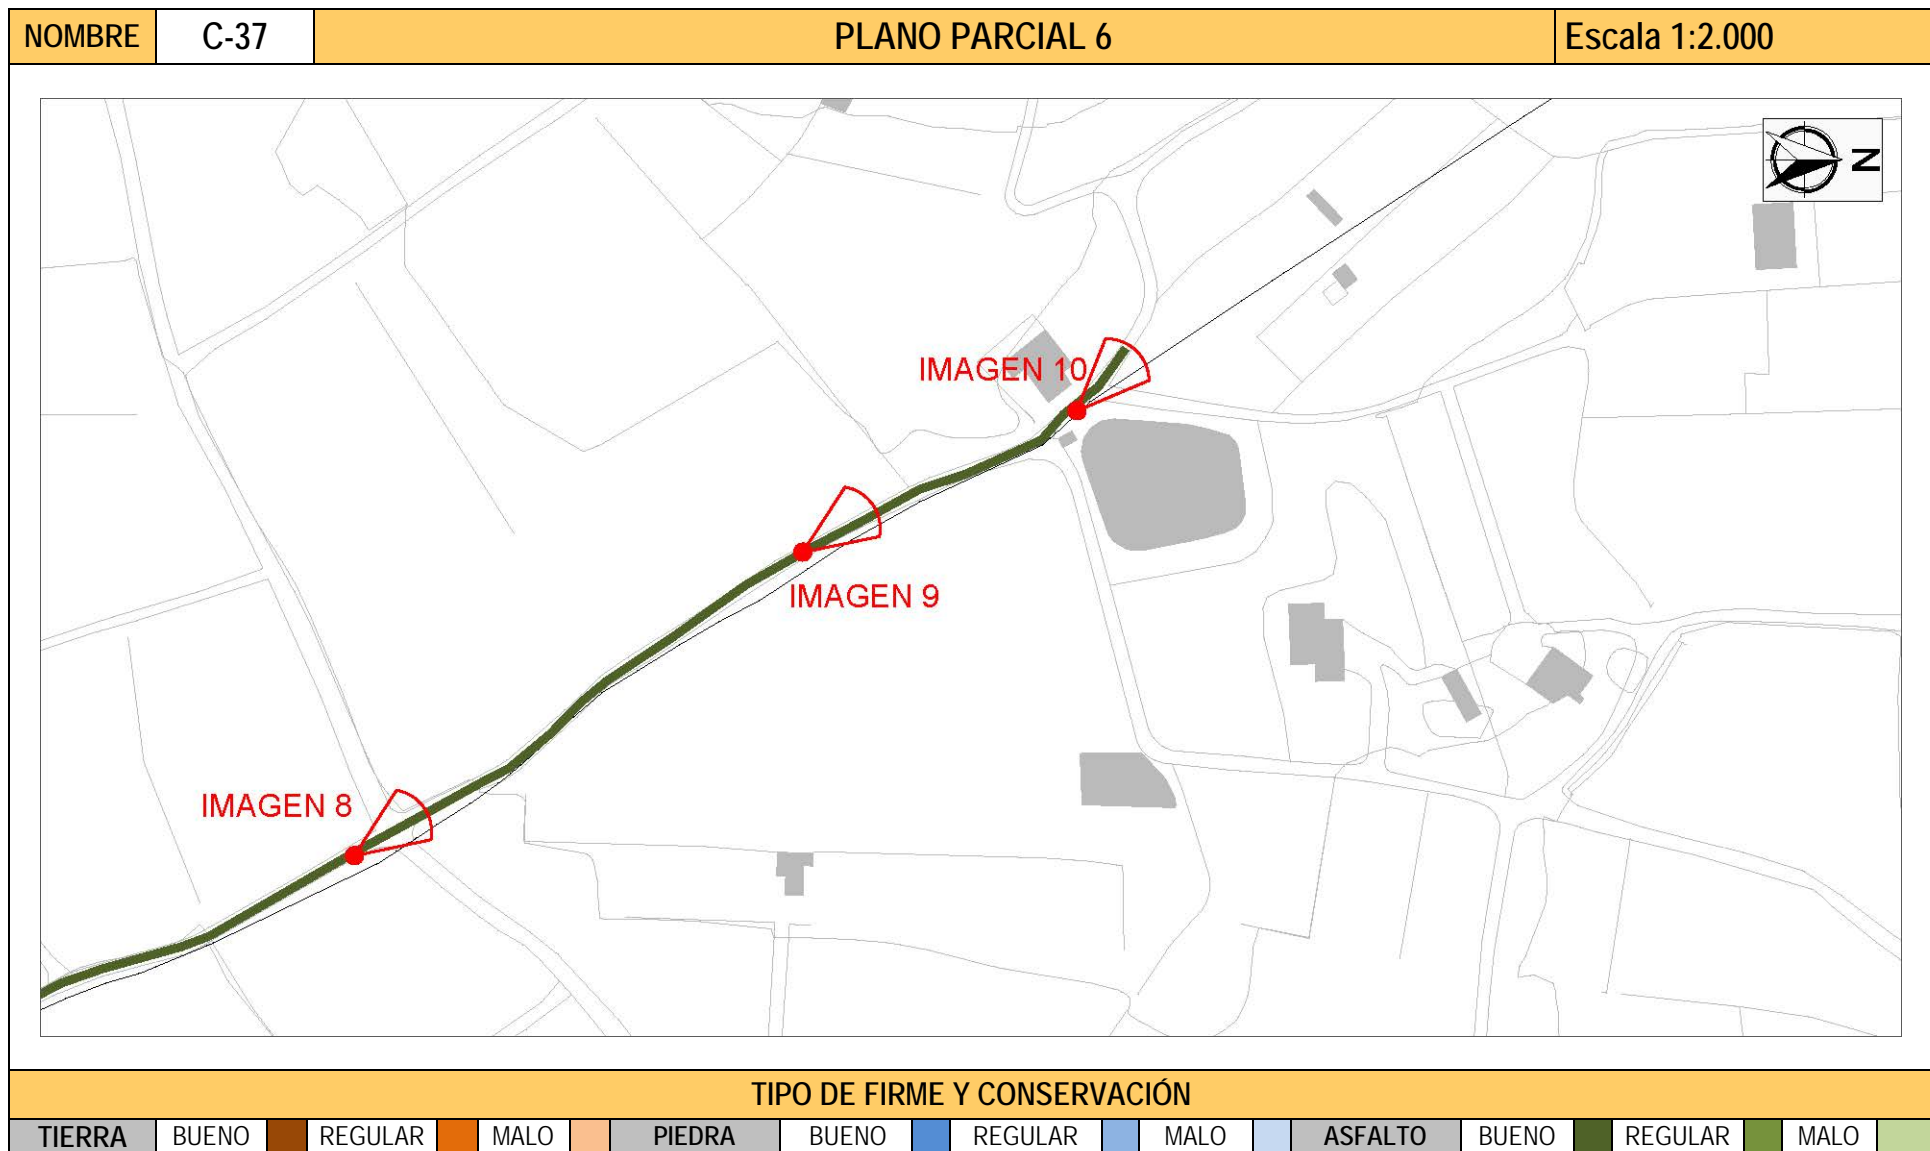 NOMBRE C-37 PLANO PARCIAL 6 Escala 1:2.000
N
IMAGEN 10
IMAGEN 9
IMAGEN 8
TIPO DE FIRME Y CONSERVACIÓN
TIERRA BUENO REGULAR MALO PIEDRA BUENO REGULAR MALO ASFALTO BUENO REGULAR MALO